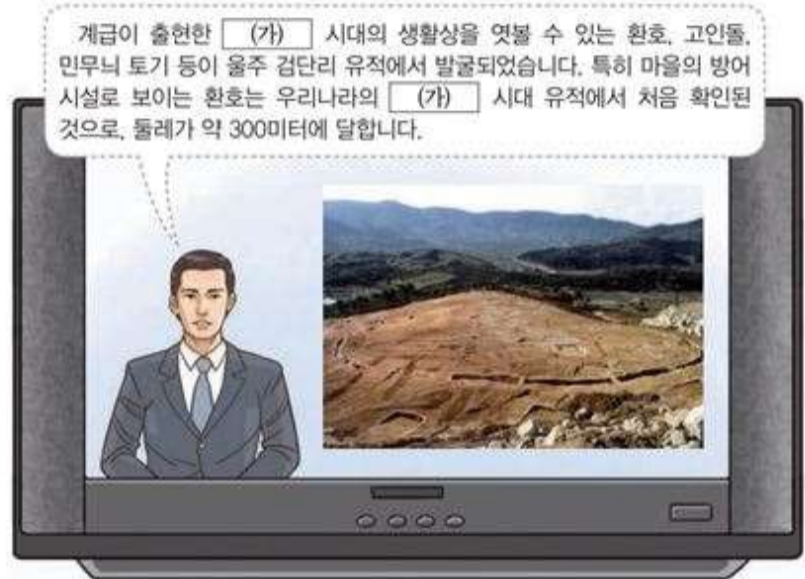 계급이 출현한 (가) 시대의 생활상을 엿볼 수 있는 환호, 고인돌,
민무늬 토기 등이 울주 검단리 유적에서 발굴되었습니다. 특히 마을의 방어
시설로 보이는 환호는 우리나라의 (가) 시대 유적에서 처음 확인된
것으로, 둘레가 약 300미터에 달합니다.